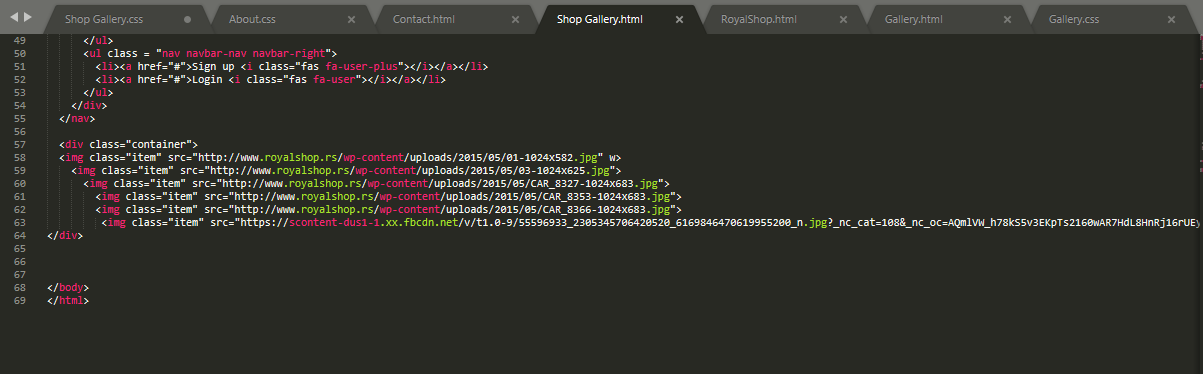 Shop Gallery.css About.css Contact.html Shop Gallery.html RoyalShop.html Gallery.html Gallery.css
49 </ul>
50 <ul class = "nav navbar-nav navbar-right">
51 <li><a href="#">Sign up <i class="fas fa-user-plus"></i></a></li>
52 <li><a href="#">Login <i class="fas fa-user"></i></a></li>
53 </ul>
54 </div>
55 </nav>
56
57 <div class="container">
58 <img class="item" src="http://www.royalshop.rs/wp-content/uploads/2015/05/01-1024x582.jpg" w>
59 <img class="item" src="http://www.royalshop.rs/wp-content/uploads/2015/05/03-1024x625.jpg">
60 <img class="item" src="http://www.royalshop.rs/wp-content/uploads/2015/05/CAR_8327-1024x683.jpg">
61 <img class="item" src="http://www.royalshop.rs/wp-content/uploads/2015/05/CAR_8353-1024x683.jpg">
62 <img class="item" src="http://www.royalshop.rs/wp-content/uploads/2015/05/CAR_8366-1024x683.jpg">
63 <img class="item" src="https://scontent-dus1-1.xx.fbcdn.net/v/t1.0-9/55596933_2305345706420520_6169846470619955200_n.jpg?_nc_cat=108&_nc_oc=AQmlVW_h78kS5v3EKpTs2160wAR7HdL8HnRj16rUEy
64 </div>
65
66
67
68 </body>
69 </html>